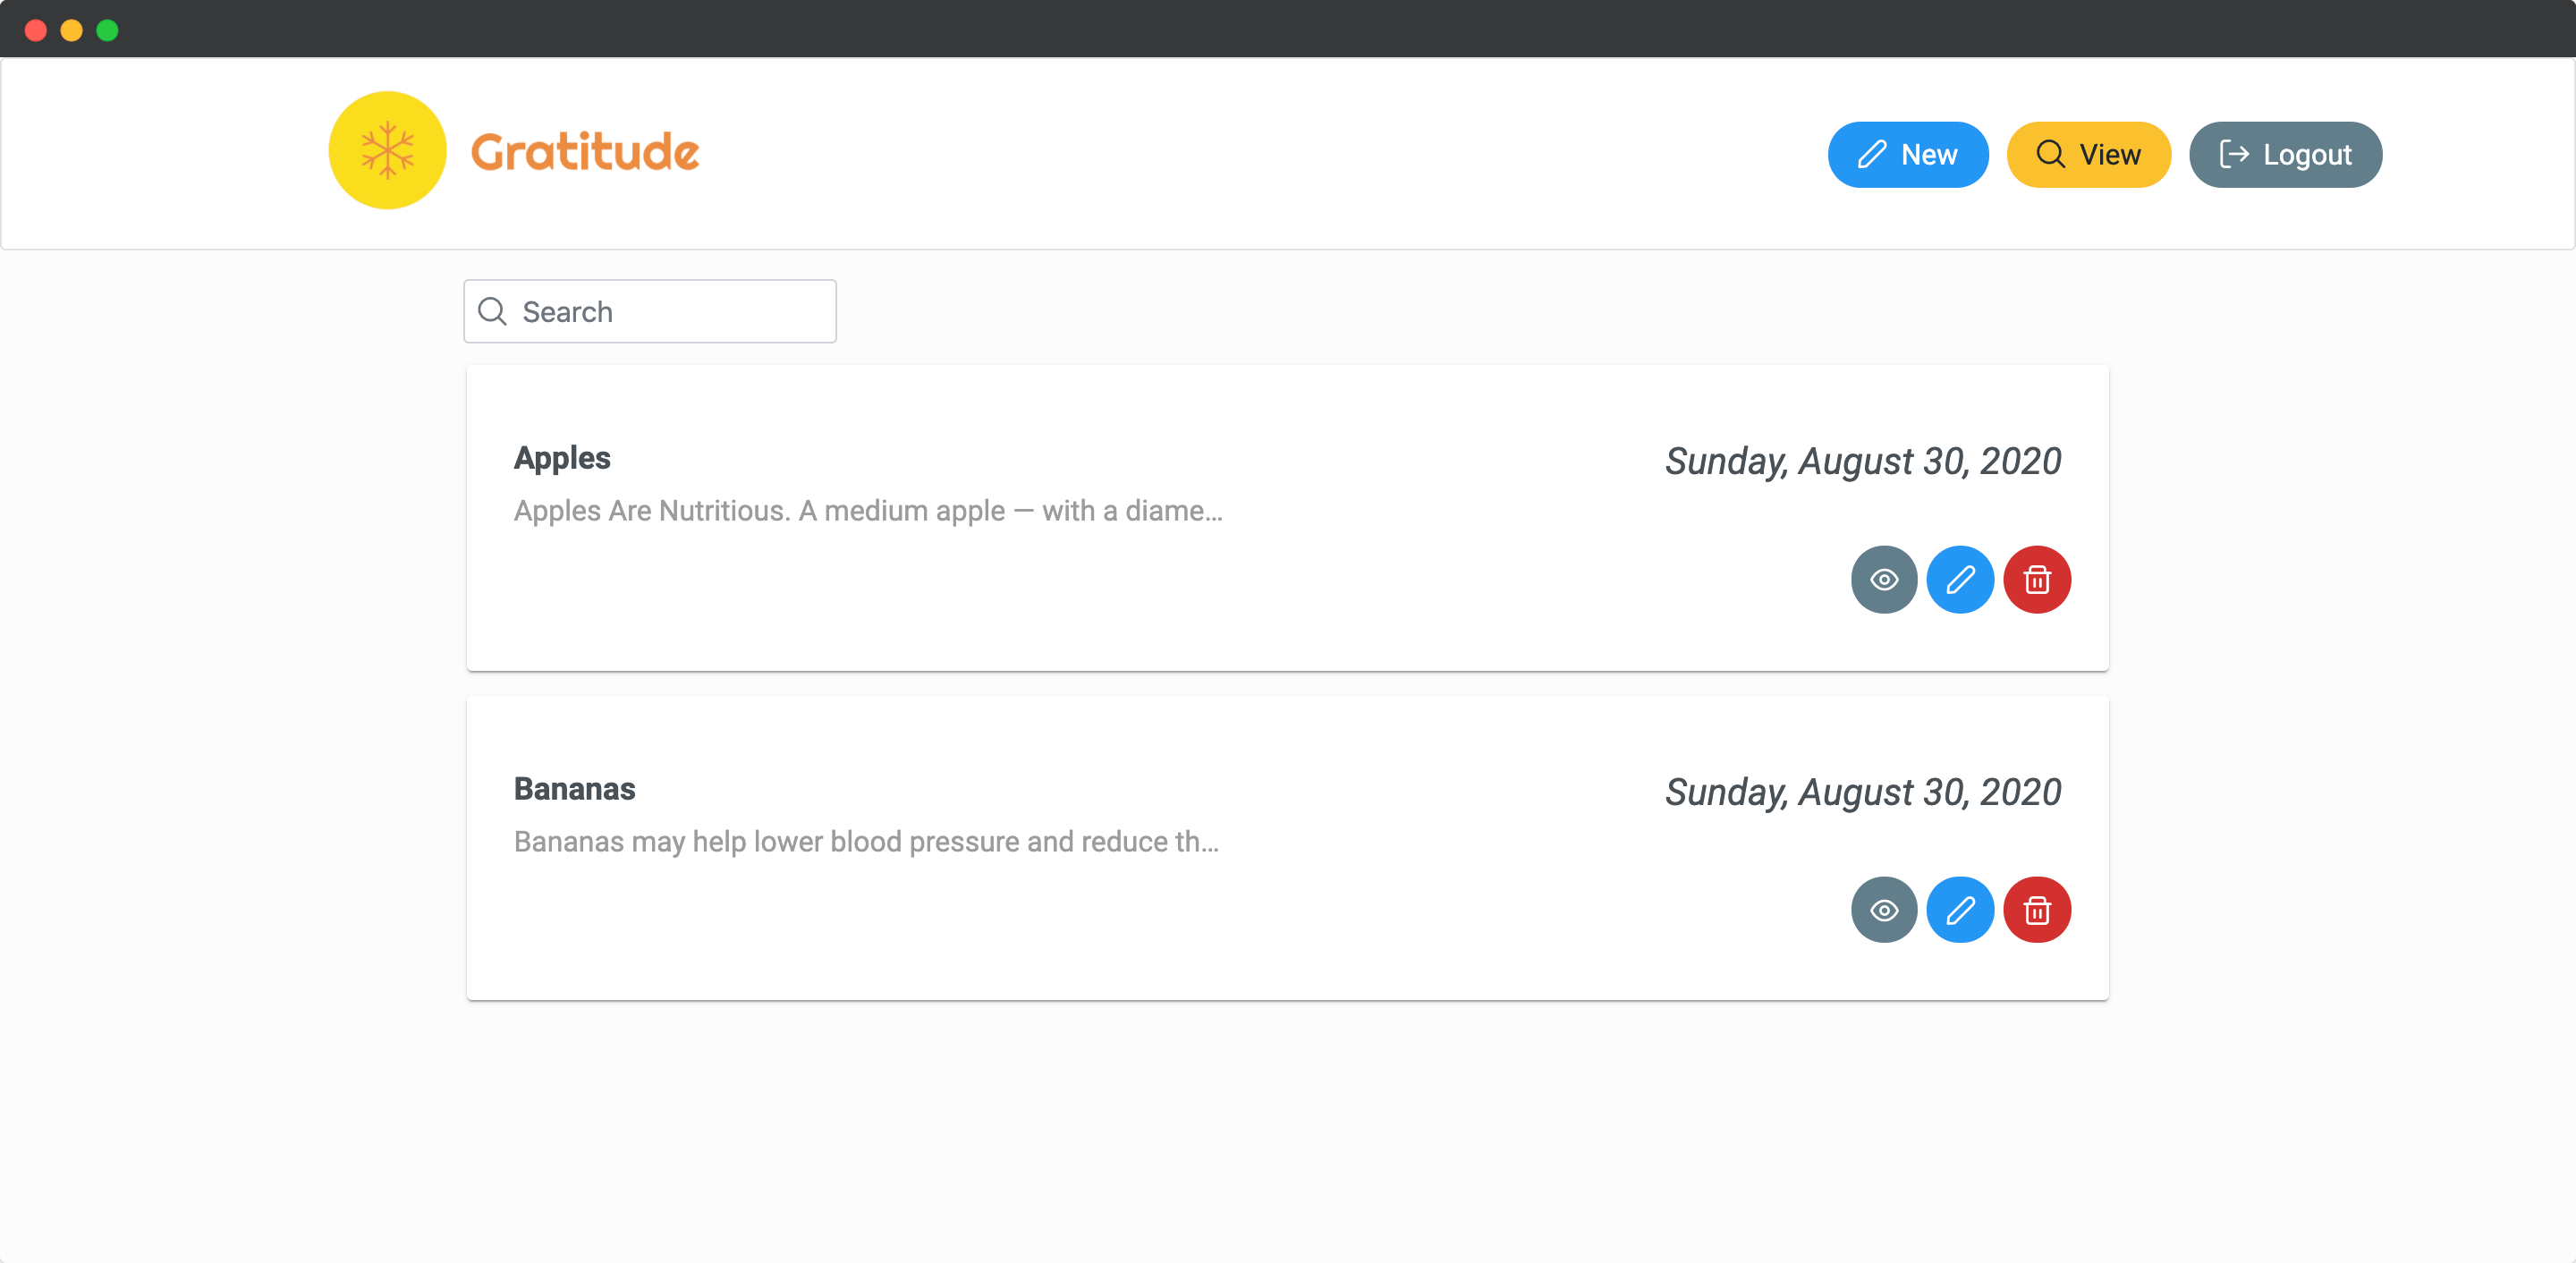 Gratitude
New
View
Logout
Search
Apples
Sunday, August 30, 2020
Apples Are Nutritious. A medium apple — with a diame...
Bananas
Sunday, August 30, 2020
Bananas may help lower blood pressure and reduce th...